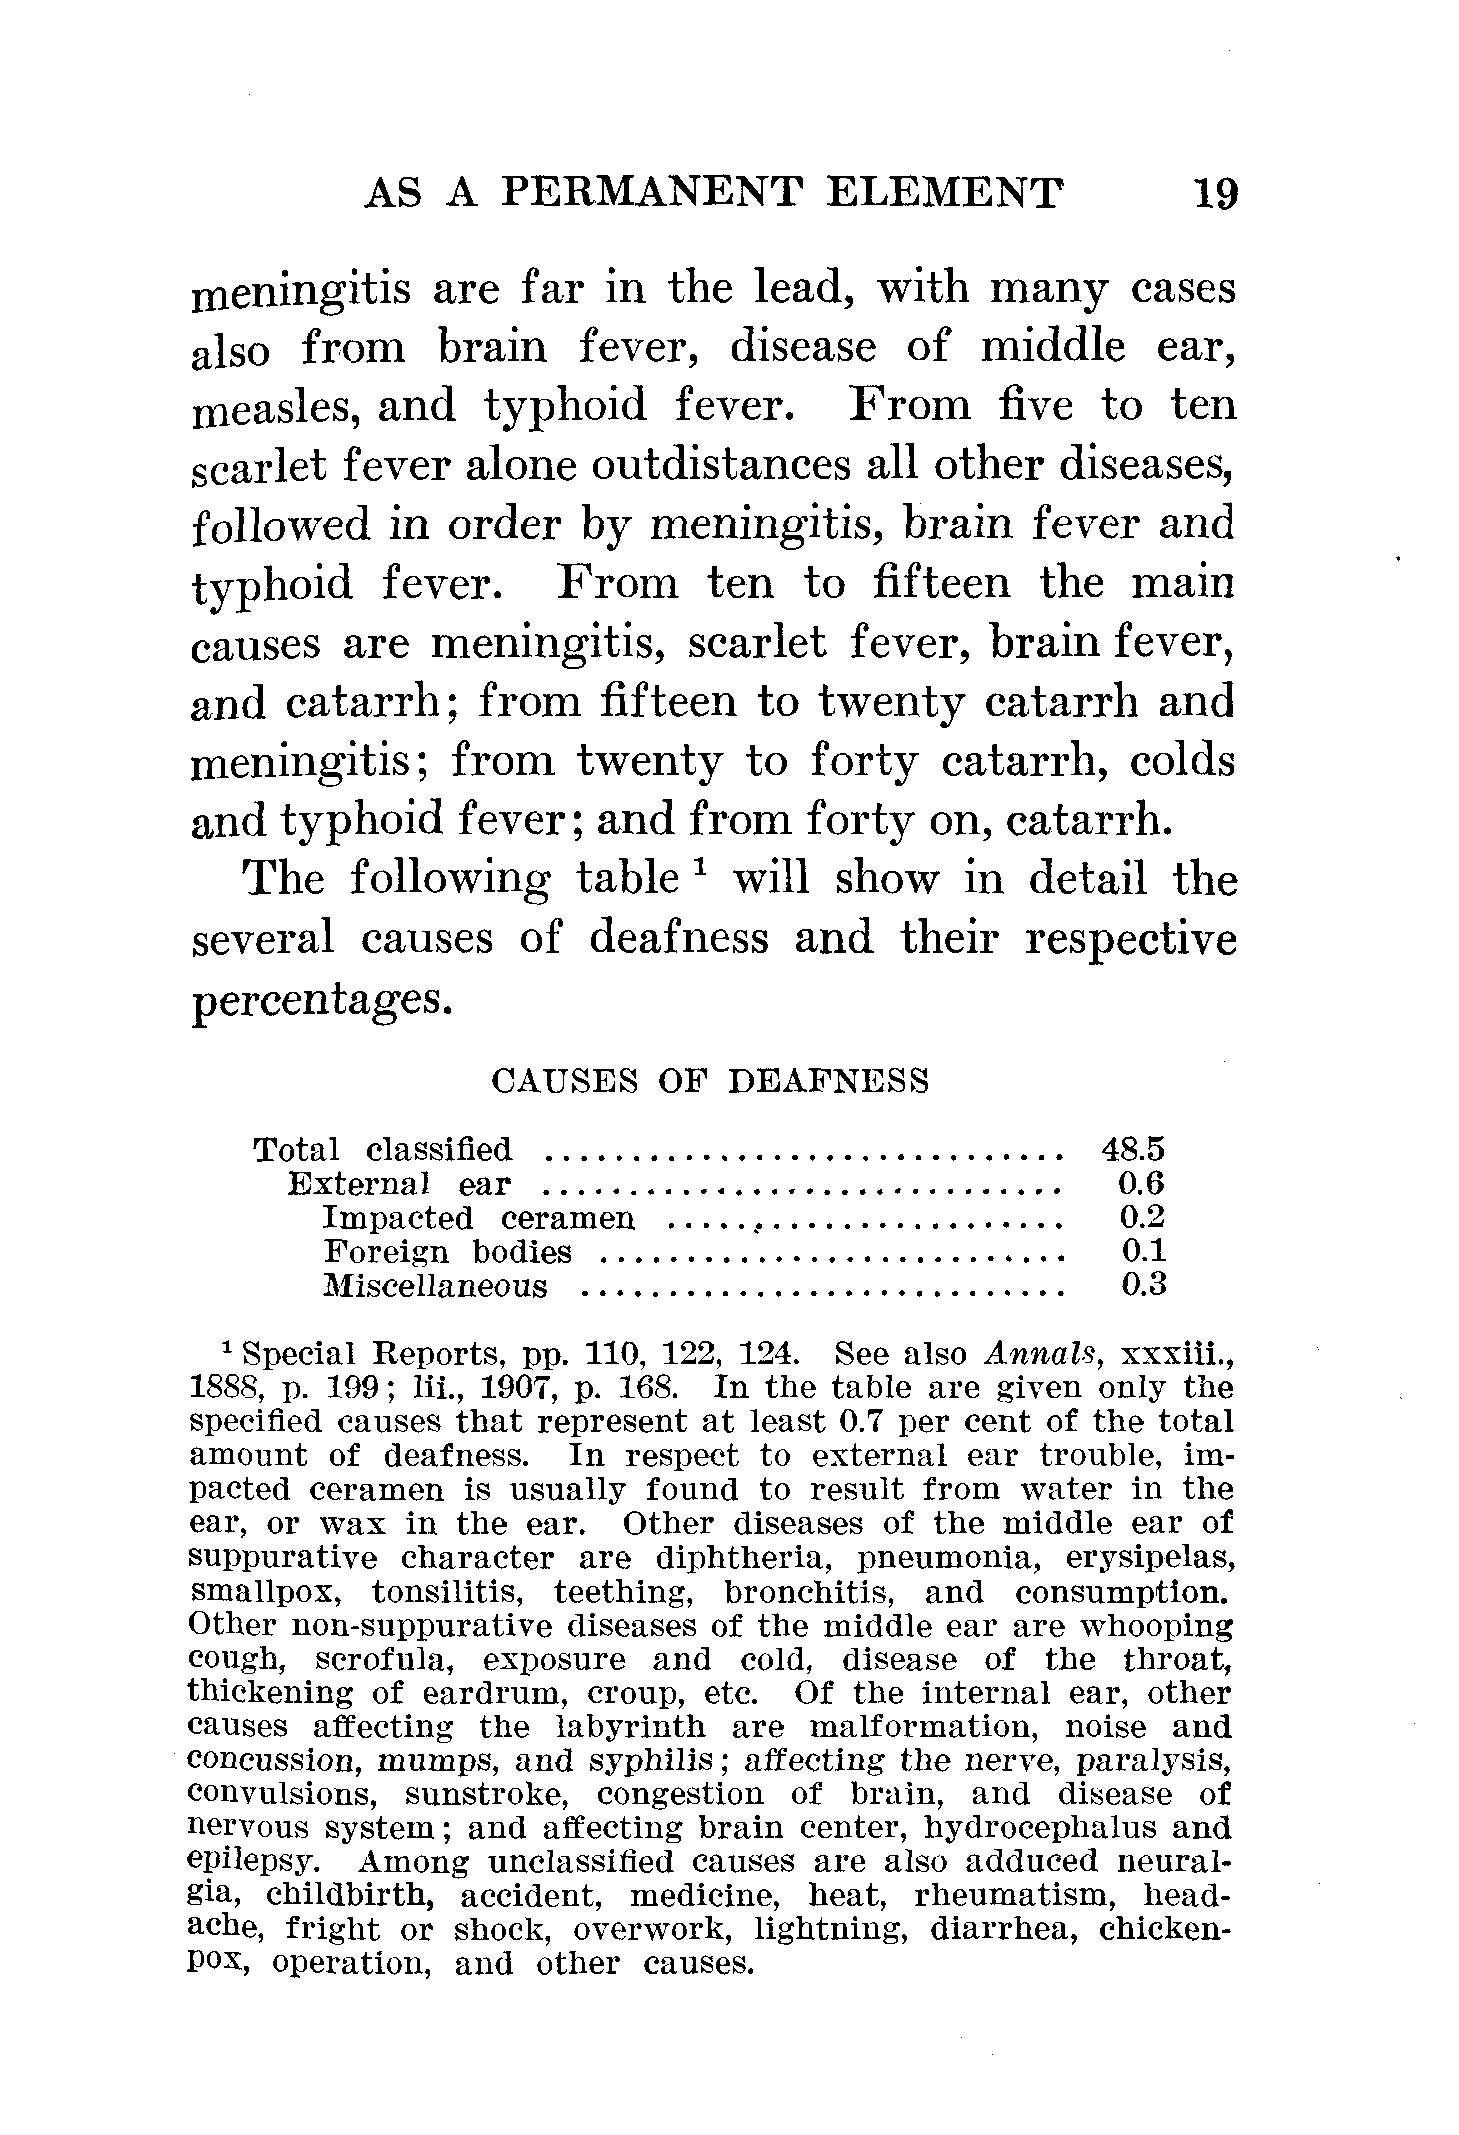 AS A PERMANENT ELEMENT 19
meningitis are far in the lead, with many cases
also from brain fever, disease of middle ear,
measles, and typhoid fever. From five to ten
scarlet fever alone outdistances all other diseases,
followed in order by meningitis, brain fever and
typhoid fever. From ten to fifteen the main
causes are meningitis, scarlet fever, brain fever,
and catarrh; from fifteen to twenty catarrh and
meningitis; from twenty to forty catarrh, colds
and typhoid fever; and from forty on, catarrh.
The following table ¹ will show in detail the
several causes of deafness and their respective
percentages.
CAUSES OF DEAFNESS
Total classified .............................. 48.5
External ear .............................. 0.6
Impacted ceramen ....................... 0.2
Foreign bodies ........................... 0.1
Miscellaneous ............................ 0.3
¹ Special Reports, pp. 110, 122, 124. See also Annals, xxxiii.,
1888, p. 199; lii., 1907, p. 168. In the table are given only the
specified causes that represent at least 0.7 per cent of the total
amount of deafness. In respect to external ear trouble, im-
pacted ceramen is usually found to result from water in the
ear, or wax in the ear. Other diseases of the middle ear of
suppurative character are diphtheria, pneumonia, erysipelas,
smallpox, tonsilitis, teething, bronchitis, and consumption.
Other non-suppurative diseases of the middle ear are whooping
cough, scrofula, exposure and cold, disease of the throat,
thickening of eardrum, croup, etc. Of the internal ear, other
causes affecting the labyrinth are malformation, noise and
concussion, mumps, and syphilis; affecting the nerve, paralysis,
convulsions, sunstroke, congestion of brain, and disease of
nervous system; and affecting brain center, hydrocephalus and
epilepsy. Among unclassified causes are also adduced neural-
gia, childbirth, accident, medicine, heat, rheumatism, head-
ache, fright or shock, overwork, lightning, diarrhea, chicken-
pox, operation, and other causes.